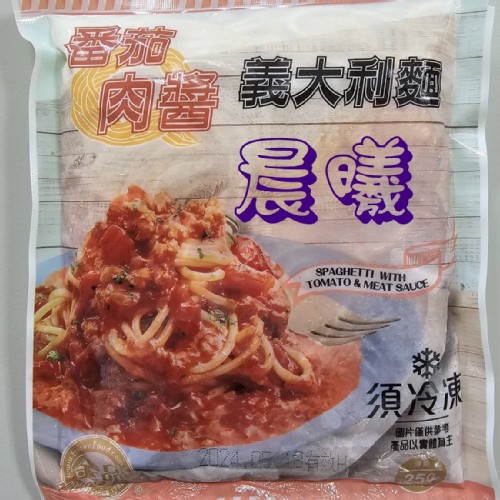 番茄
肉醬
義大利麵
晨曦
SPAGHETTI WITH
TOMATO & MEAT SAUCE
須冷凍
圖片僅供參考
產品以實體為主